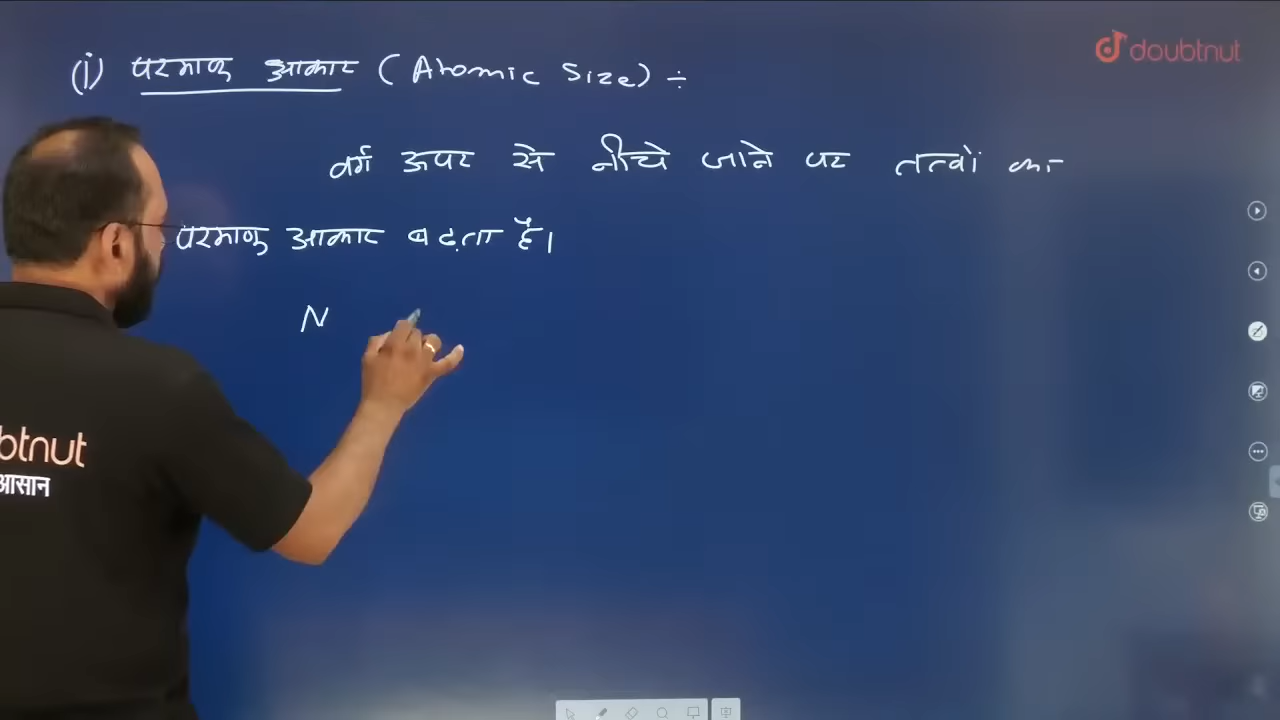 (i) परमाणु आकार (Atomic Size) ÷
doubtnut
वर्ग ऊपर से नीचे जाने पर तत्वों का
परमाणु आकार बढ़ता है।
N
btnut
आसान